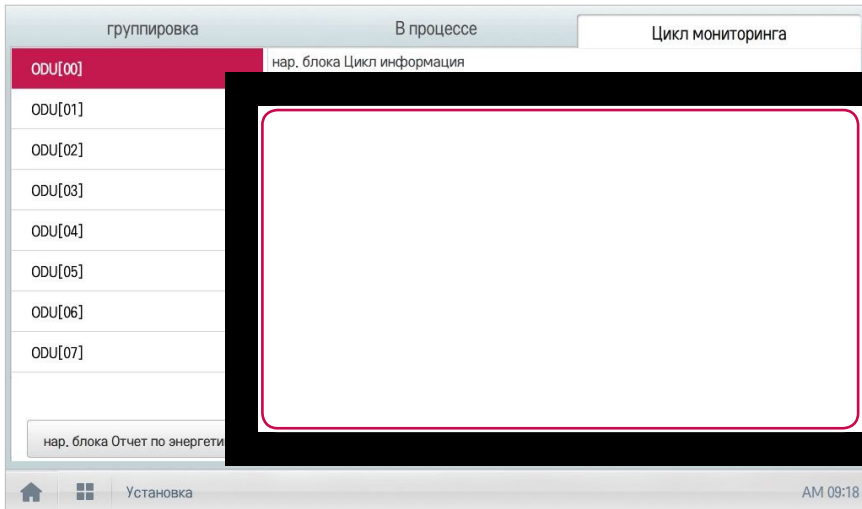 группировка
В процессе
Цикл мониторинга
ODU[00]
нар. блока Цикл информация
ODU[01]
ODU[02]
ODU[03]
ODU[04]
ODU[05]
ODU[06]
ODU[07]
нар. блока Отчет по
Установка
AM 09:18